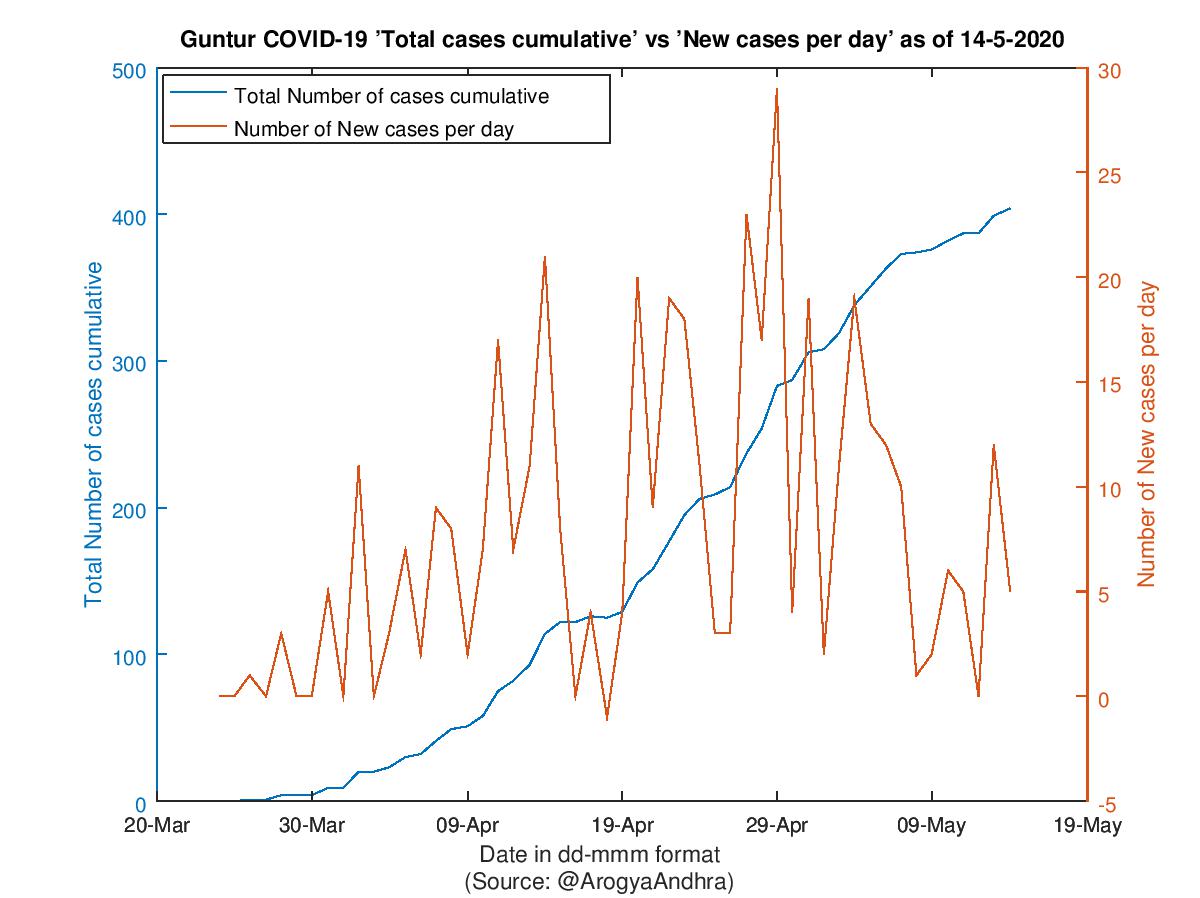 Guntur COVID-19 ’Total cases cumulative’ vs ’New cases per day’ as of 14-5-2020
Total Number of cases cumulative
Number of New cases per day
500
400
300
200
100
0
Total Number of cases cumulative
30
25
20
15
10
5
0
-5
Number of New cases per day
20-Mar 30-Mar 09-Apr 19-Apr 29-Apr 09-May 19-May
Date in dd-mmm format
(Source: @ArogyaAndhra)